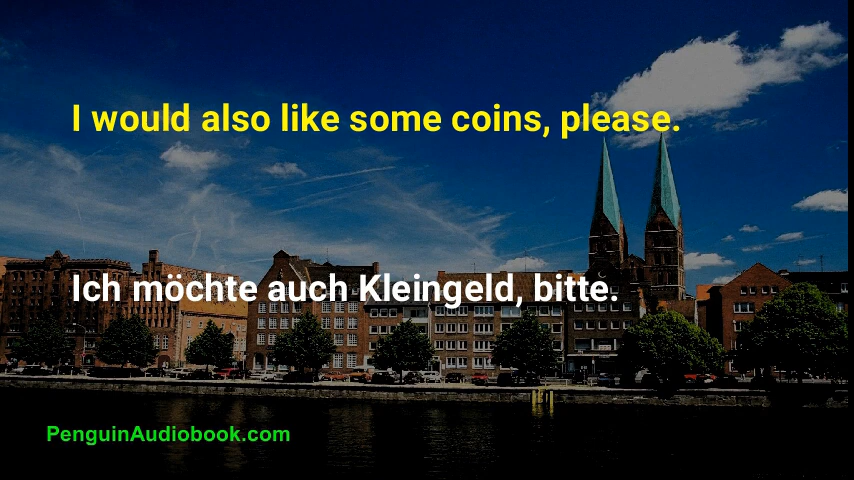 I would also like some coins, please.
Ich möchte auch Kleingeld, bitte.
PenguinAudiobook.com